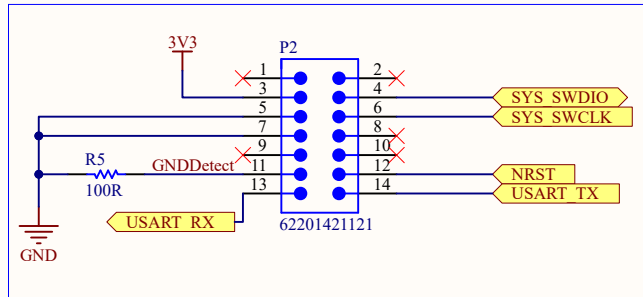 P2
3V3
1 2
3 4
SYS_SWDIO
5 6
SYS_SWCLK
7 8
9 10
R5
GNDDetect
11 12
NRST
100R
13 14
USART_TX
USART_RX
62201421121
GND